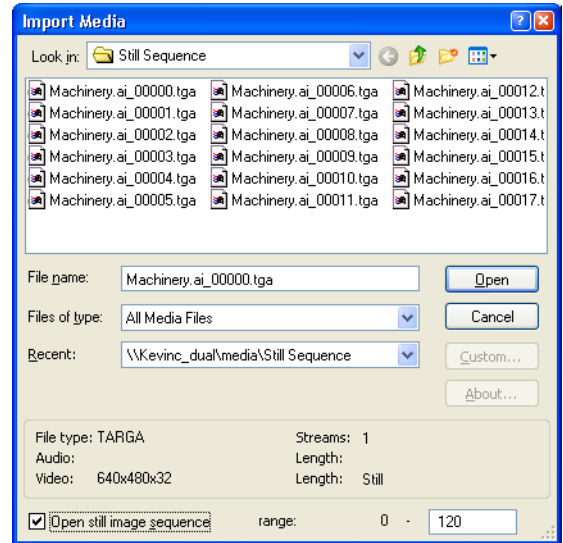 Import Media
Look in: Still Sequence
Machinery.ai_00000.tga Machinery.ai_00006.tga Machinery.ai_00012.t
Machinery.ai_00001.tga Machinery.ai_00007.tga Machinery.ai_00013.t
Machinery.ai_00002.tga Machinery.ai_00008.tga Machinery.ai_00014.t
Machinery.ai_00003.tga Machinery.ai_00009.tga Machinery.ai_00015.t
Machinery.ai_00004.tga Machinery.ai_00010.tga Machinery.ai_00016.t
Machinery.ai_00005.tga Machinery.ai_00011.tga Machinery.ai_00017.t
File name: Machinery.ai_00000.tga Open
Files of type: All Media Files Cancel
Recent: \\Kevinc_dual\media\Still Sequence Custom...
About...
File type: TARGA Streams: 1
Audio: Length:
Video: 640x480x32 Length: Still
Open still image sequence range: 0 - 120